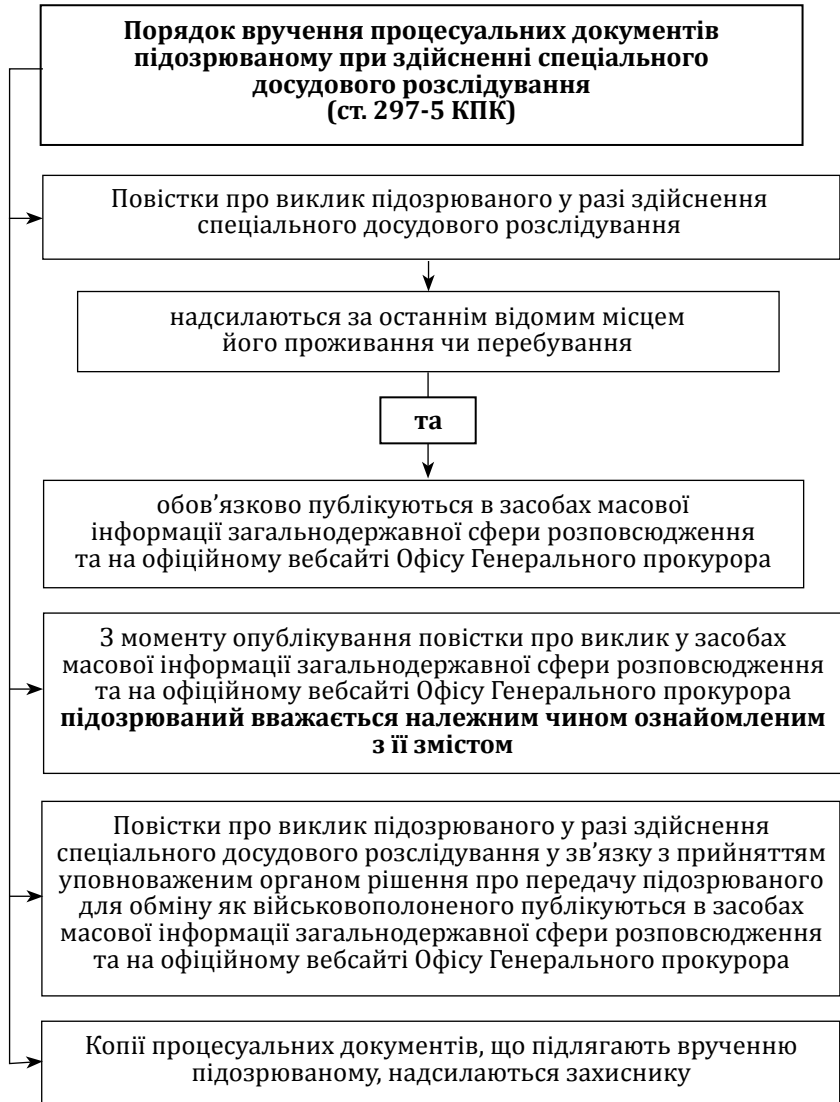 Порядок вручення процесуальних документів
підозрюваному при здійсненні спеціального
досудового розслідування
(ст. 297-5 КПК)
Повістки про виклик підозрюваного у разі здійснення
спеціального досудового розслідування
надсилаються за останнім відомим місцем
його проживання чи перебування
та
обов’язково публікуються в засобах масової
інформації загальнодержавної сфери розповсюдження
та на офіційному вебсайті Офісу Генерального прокурора
З моменту опублікування повістки про виклик у засобах
масової інформації загальнодержавної сфери розповсюдження
та на офіційному вебсайті Офісу Генерального прокурора
підозрюваний вважається належним чином ознайомленим
з її змістом
Повістки про виклик підозрюваного у разі здійснення
спеціального досудового розслідування у зв’язку з прийняттям
уповноваженим органом рішення про передачу підозрюваного
для обміну як військовополоненого публікуються в засобах
масової інформації загальнодержавної сфери розповсюдження
та на офіційному вебсайті Офісу Генерального прокурора
Копії процесуальних документів, що підлягають врученню
підозрюваному, надсилаються захиснику